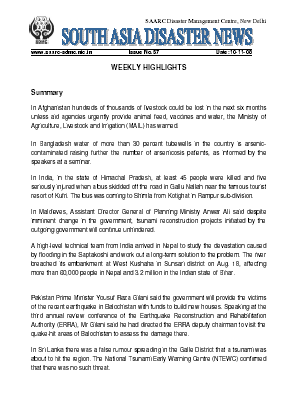 SAARC Disaster Management Centre, New Delhi
SOUTH ASIA DISASTER NEWS
www.saarc-sdmc.nic.in Issue No.57 Date:10-11-08
WEEKLY HIGHLIGHTS
Summary
In Afghanistan hundreds of thousands of livestock could be lost in the next six months
unless aid agencies urgently provide animal feed, vaccines and water, the Ministry of
Agriculture, Livestock and Irrigation (MAIL) has warned.
In Bangladesh water of more than 30 percent tubewells in the country is arsenic-
contaminated raising further the number of arsenicosis patients, as informed by the
speakers at a seminar.
In India, in the state of Himachal Pradesh, at least 45 people were killed and five
seriously injured when a bus skidded off the road in Gallu Nallah near the famous tourist
resort of Kufri. The bus was coming to Shimla from Kotighat in Rampur sub-division.
In Maldives, Assistant Director General of Planning Ministry Anwar Ali said despite
imminent change in the government, tsunami reconstruction projects initiated by the
outgoing government will continue unhindered.
A high-level technical team from India arrived in Nepal to study the devastation caused
by flooding in the Saptakoshi and work out a long-term solution to the problem. The river
breached its embankment at West Kushaha in Sunsari district on Aug. 18, affecting
more than 60,000 people in Nepal and 3.2 million in the Indian state of Bihar.
Pakistan Prime Minister Yousuf Raza Gilani said the government will provide the victims
of the recent earthquake in Balochistan with funds to build new houses. Speaking at the
third annual review conference of the Earthquake Reconstruction and Rehabilitation
Authority (ERRA), Mr Gilani said he had directed the ERRA deputy chairman to visit the
quake-hit areas of Balochistan to assess the damage there.
In Sri Lanka there was a false rumour spreading in the Galle District that a tsunami was
about to hit the region. The National Tsunami Early Warning Centre (NTEWC) confirmed
that there was no such threat.